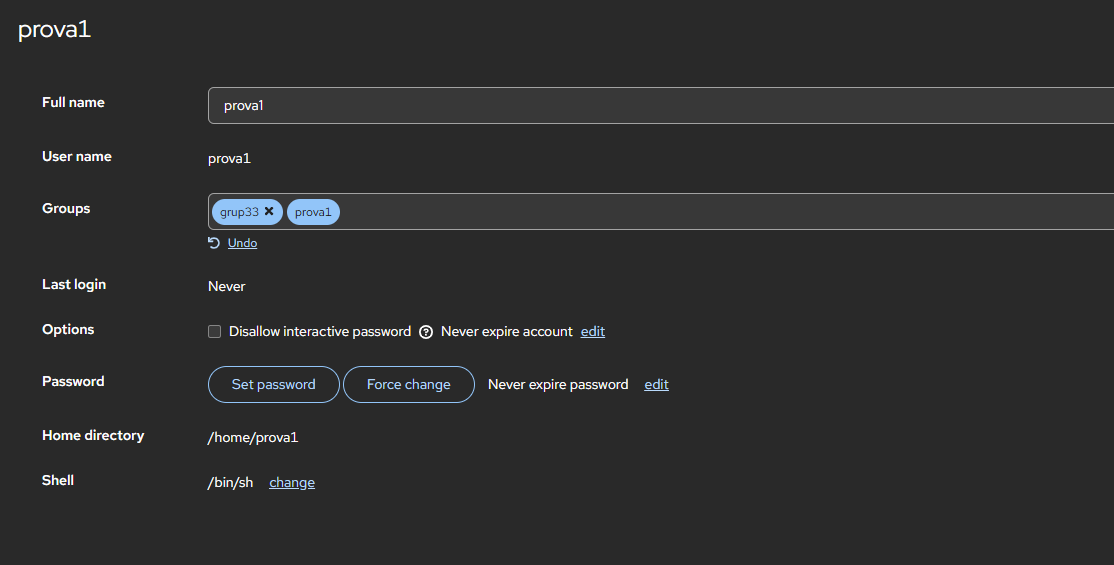 prova1
Full name prova1
User name prova1
Groups grup33 prova1
Undo
Last login Never
Options Disallow interactive password Never expire account edit
Password Set password Force change Never expire password edit
Home directory /home/prova1
Shell /bin/sh change